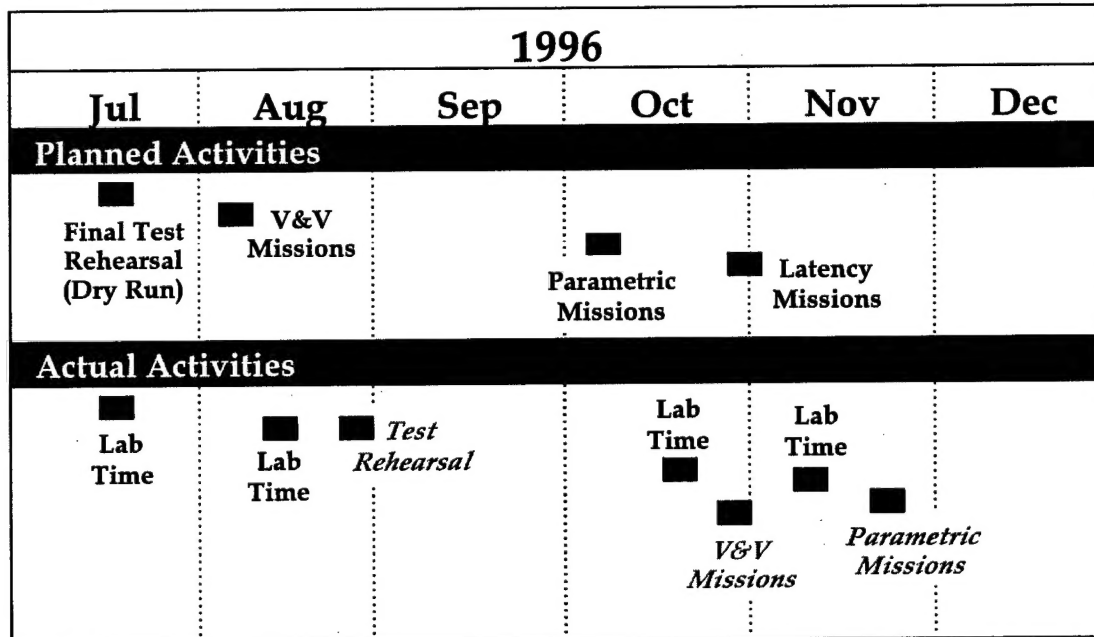 1996
Jul Aug Sep Oct Nov Dec
Planned Activities
Final Test
Rehearsal
(Dry Run)
V&V
Missions
Parametric
Missions
Latency
Missions
Actual Activities
Lab
Time
Lab
Time
Test
Rehearsal
Lab
Time
V&V
Missions
Lab
Time
Parametric
Missions